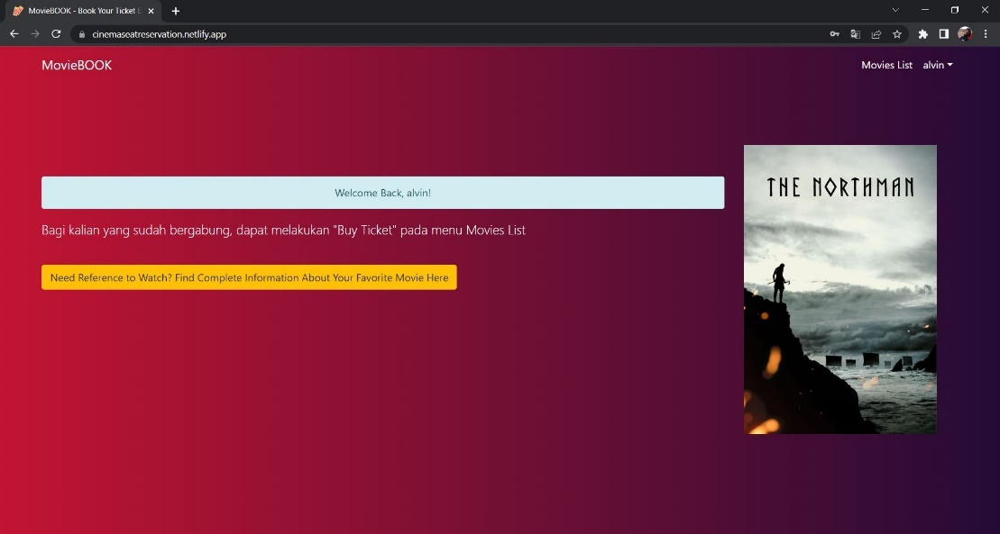 MovieBOOK - Book Your Ticket
cinemaseatreservation.netlify.app
MovieBOOK
Movies List
alvin
Welcome Back, alvin!
Bagi kalian yang sudah bergabung, dapat melakukan "Buy Ticket" pada menu Movies List
Need Reference to Watch? Find Complete Information About Your Favorite Movie Here
THE NORTHMAN